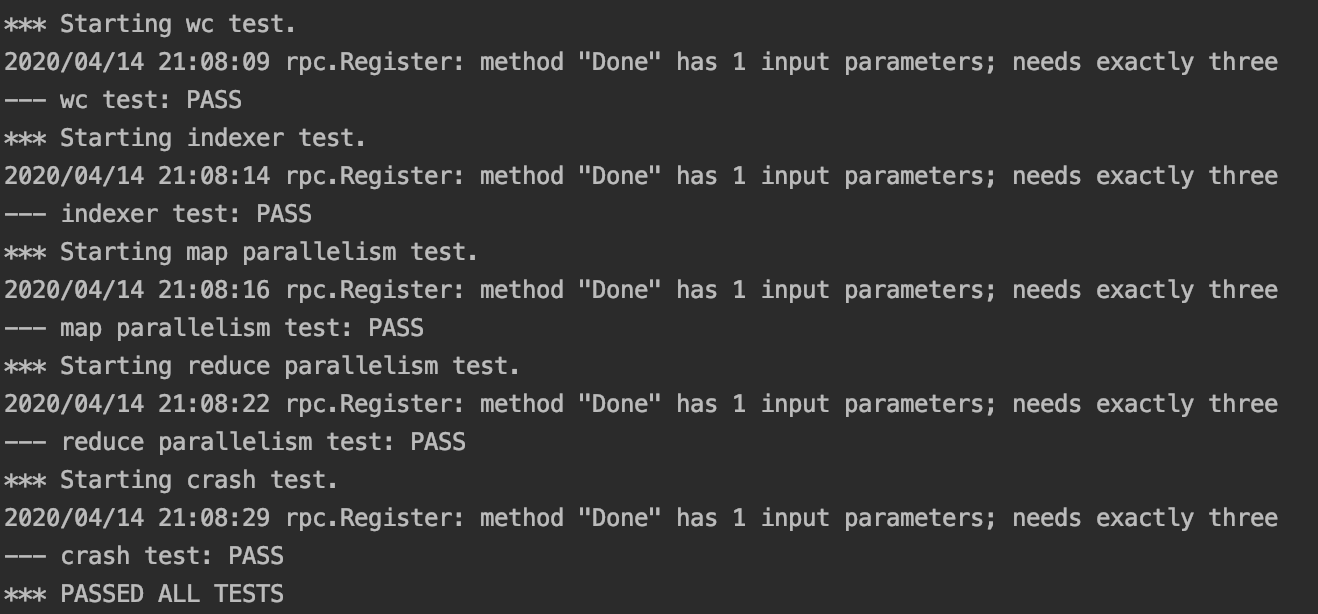 *** Starting wc test.
2020/04/14 21:08:09 rpc.Register: method "Done" has 1 input parameters; needs exactly three
--- wc test: PASS
*** Starting indexer test.
2020/04/14 21:08:14 rpc.Register: method "Done" has 1 input parameters; needs exactly three
--- indexer test: PASS
*** Starting map parallelism test.
2020/04/14 21:08:16 rpc.Register: method "Done" has 1 input parameters; needs exactly three
--- map parallelism test: PASS
*** Starting reduce parallelism test.
2020/04/14 21:08:22 rpc.Register: method "Done" has 1 input parameters; needs exactly three
--- reduce parallelism test: PASS
*** Starting crash test.
2020/04/14 21:08:29 rpc.Register: method "Done" has 1 input parameters; needs exactly three
--- crash test: PASS
*** PASSED ALL TESTS